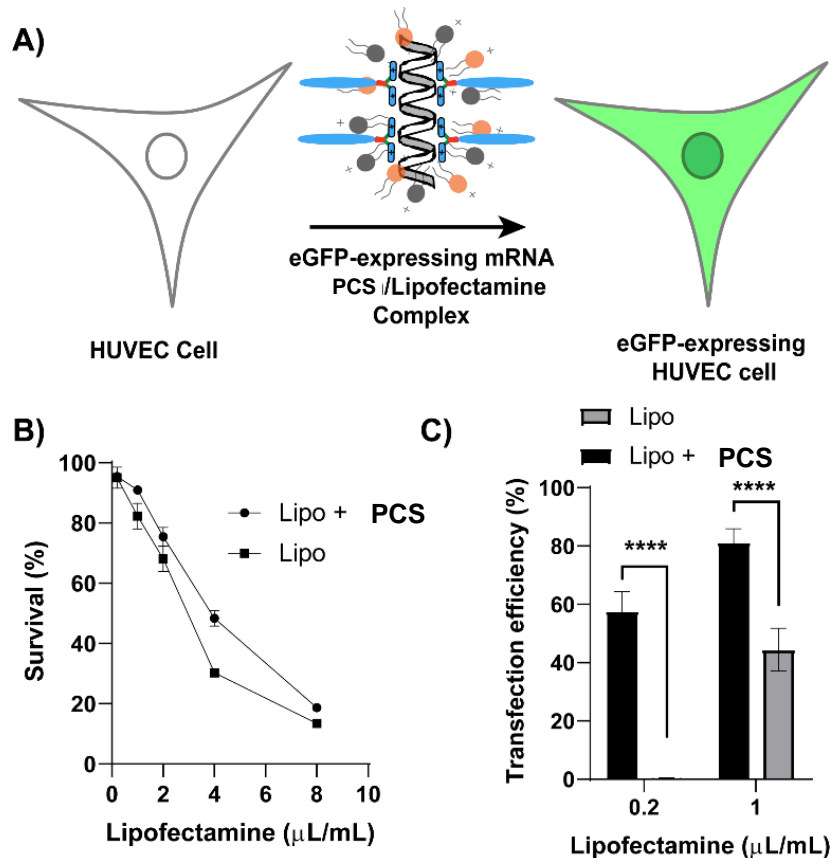 A)
eGFP-expressing mRNA
PCS /Lipofectamine
Complex
HUVEC Cell
eGFP-expressing
HUVEC cell
B)
Survival (%)
100
80
60
40
20
0
0 2 4 6 8 10
Lipofectamine (μL/mL)
Lipo + PCS
Lipo
C)
Lipo
Lipo + PCS
Transfection efficiency (%)
100
80
60
40
20
0
****
****
0.2 1
Lipofectamine (μL/mL)